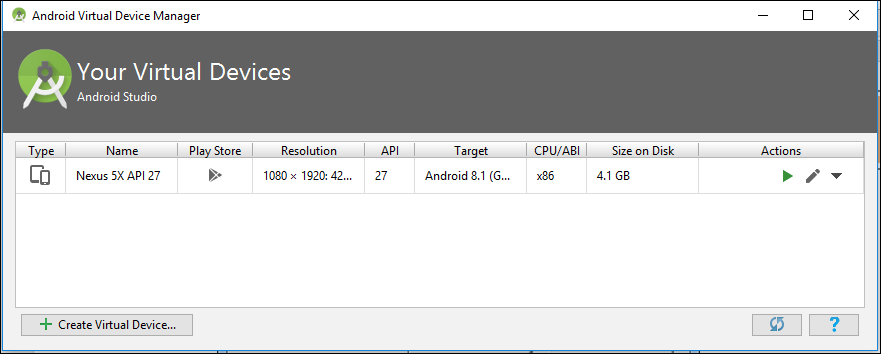 Android Virtual Device Manager
Your Virtual Devices
Android Studio
Type Name Play Store Resolution API Target CPU/ABI Size on Disk Actions
Nexus 5X API 27 1080 × 1920: 42... 27 Android 8.1 (G... x86 4.1 GB
+ Create Virtual Device... ?